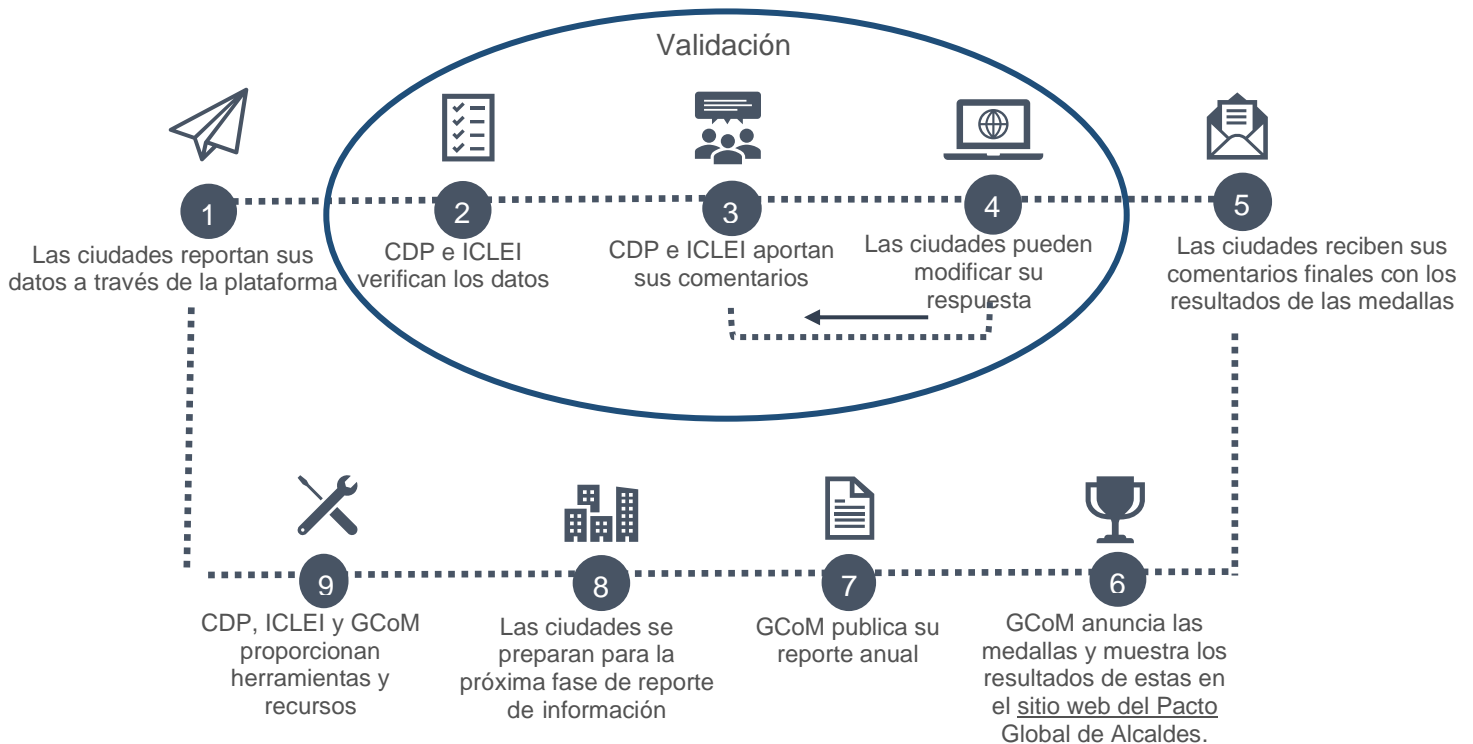 Validación
1
Las ciudades reportan sus
datos a través de la plataforma
2
CDP e ICLEI
verifican los datos
3
CDP e ICLEI aportan
sus comentarios
4
Las ciudades pueden
modificar su
respuesta
5
Las ciudades reciben sus
comentarios finales con los
resultados de las medallas
6
GCoM anuncia las
medallas y muestra los
resultados de estas en
el sitio web del Pacto
Global de Alcaldes.
7
GCoM publica su
reporte anual
8
Las ciudades se
preparan para la
próxima fase de reporte
de información
9
CDP, ICLEI y GCoM
proporcionan
herramientas y
recursos